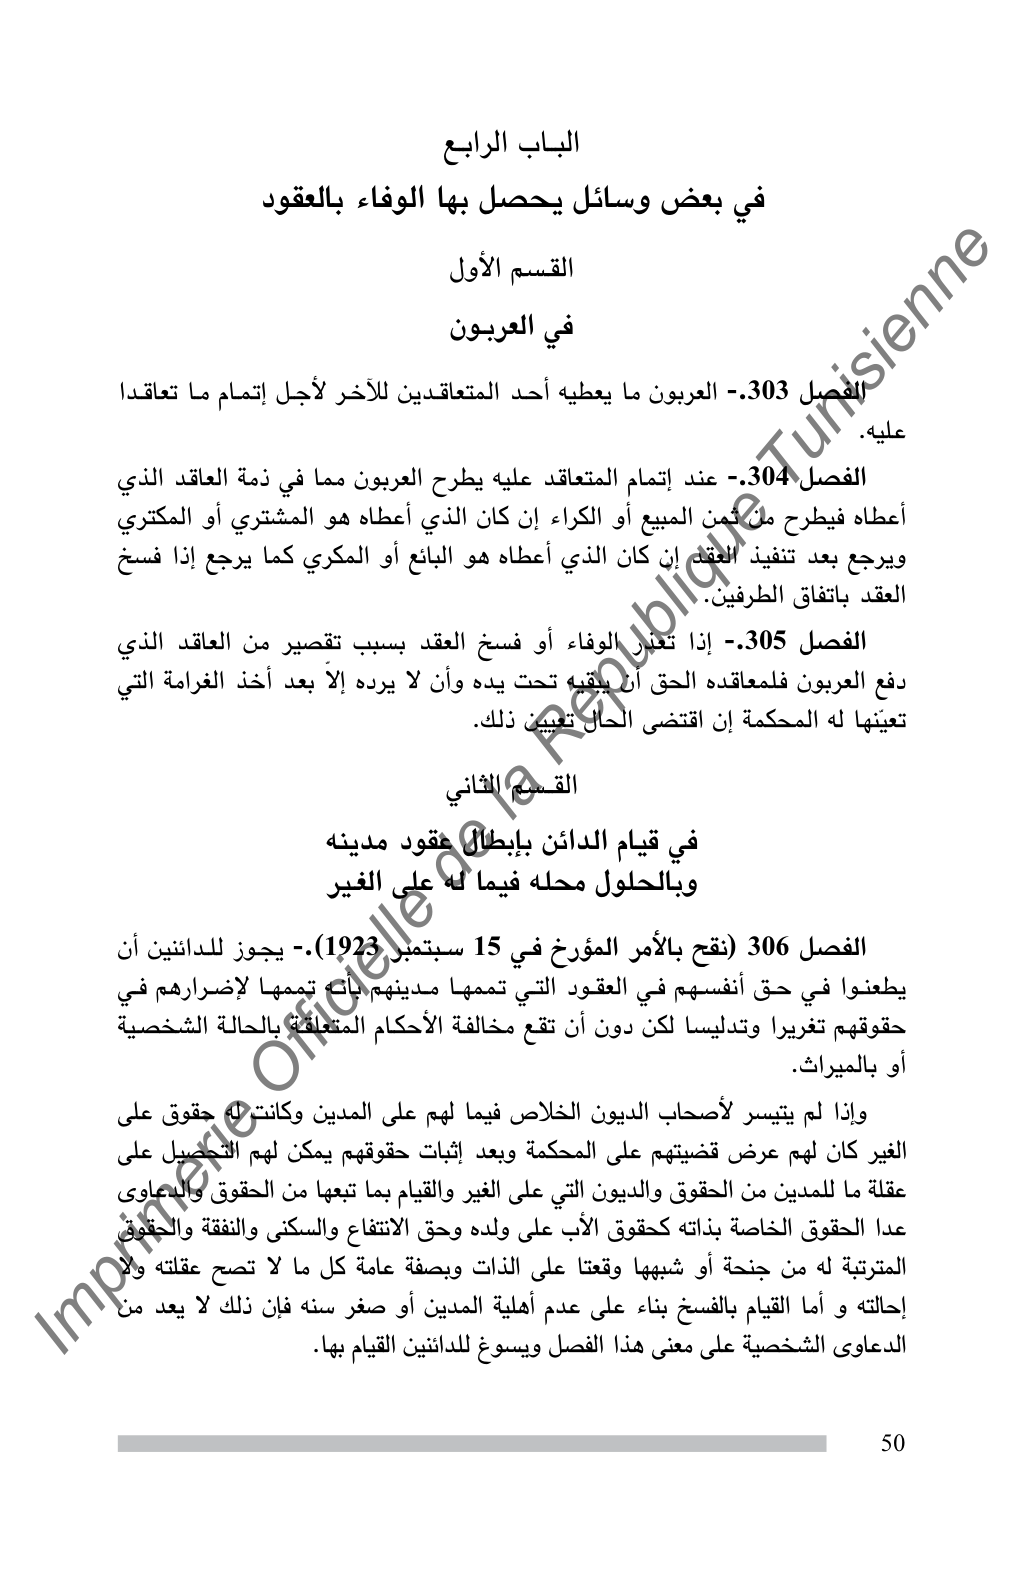 الباب الرابع
في بعض وسائل يحصل بها الوفاء بالعقود
القسم الأول
في العربون
الفصل 303.- العربون ما يعطيه أحد المتعاقدين للآخر لأجل إتمام ما تعاقدا
عليه.
الفصل 304.- عند إتمام المتعاقد عليه يطرح العربون مما في ذمة العاقد الذي
أعطاه فيطرح من ثمن المبيع أو الكراء إن كان الذي أعطاه هو المشتري أو المكتري
ويرجع بعد تنفيذ العقد إن كان الذي أعطاه هو البائع أو المكري كما يرجع إذا فسخ
العقد باتفاق الطرفين.
الفصل 305.- إذا تعذر الوفاء أو فسخ العقد بسبب تقصير من العاقد الذي
دفع العربون فلمعاقده الحق أن يبقيه تحت يده وأن لا يرده إلاّ بعد أخذ الغرامة التي
تعيّنها له المحكمة إن اقتضى الحال تعيين ذلك.
القسم الثاني
في قيام الدائن بإبطال عقود مدينه
وبالحلول محله فيما له على الغير
الفصل 306 (نقح بالأمر المؤرخ في 15 سبتمبر 1923).- يجوز للدائنين أن
يطعنوا في حق أنفسهم في العقود التي تممها مدينهم بأنه تممها لإضرارهم في
حقوقهم تغريرا وتدليسا لكن دون أن تقع مخالفة الأحكام المتعلقة بالحالة الشخصية
أو بالميراث.
وإذا لم يتيسر لأصحاب الديون الخلاص فيما لهم على المدين وكانت له حقوق على
الغير كان لهم عرض قضيتهم على المحكمة وبعد إثبات حقوقهم يمكن لهم التحصيل على
عقلة ما للمدين من الحقوق والديون التي على الغير والقيام بما تبعها من الحقوق والدعاوى
عدا الحقوق الخاصة بذاته كحقوق الأب على ولده وحق الانتفاع والسكنى والنفقة والحقوق
المترتبة له من جنحة أو شبهها وقعتا على الذات وبصفة عامة كل ما لا تصح عقلته ولا
إحالته و أما القيام بالفسخ بناء على عدم أهلية المدين أو صغر سنه فإن ذلك لا يعد من
الدعاوى الشخصية على معنى هذا الفصل ويسوغ للدائنين القيام بها.
50
Imprimerie Officielle de la République Tunisienne